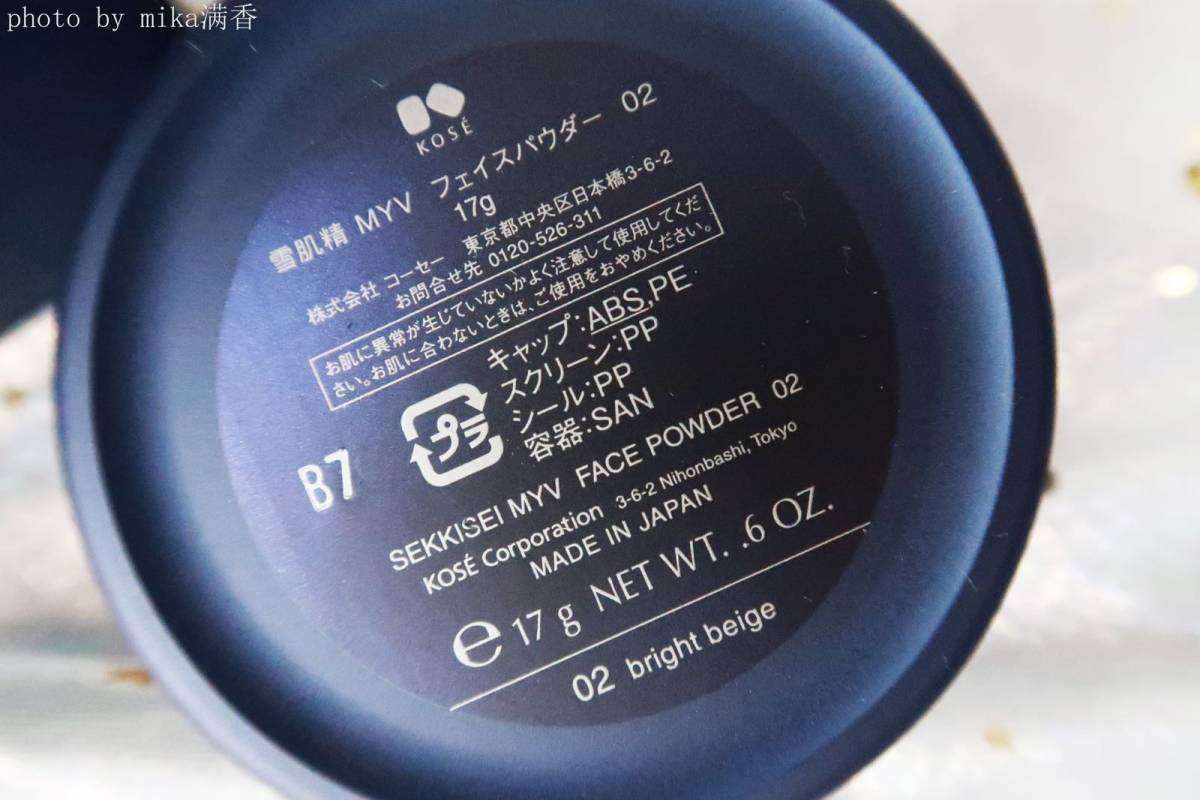 photo by mika满香
KOSÉ
雪肌精 MYV フェイスパウダー 02
17g
株式会社 コーセー 東京都中央区日本橋3-6-2
お問合せ先 0120-526-311
お肌に異常が生じていないかよく注意して使用してくだ
さい。お肌に合わないときは、ご使用をおやめください。
キャップ:ABS,PE
スクリーン:PP
シール:PP
容器:SAN
プラ
B7
SEKKISEI MYV FACE POWDER 02
KOSÉ Corporation 3-6-2 Nihonbashi, Tokyo
MADE IN JAPAN
℮ 17 g NET WT. .6 OZ.
02 bright beige